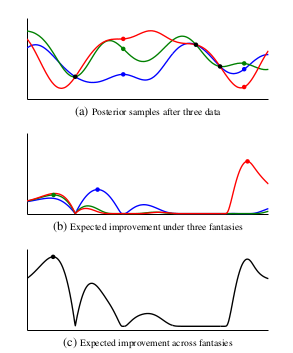 (a) Posterior samples after three data
(b) Expected improvement under three fantasies
(c) Expected improvement across fantasies